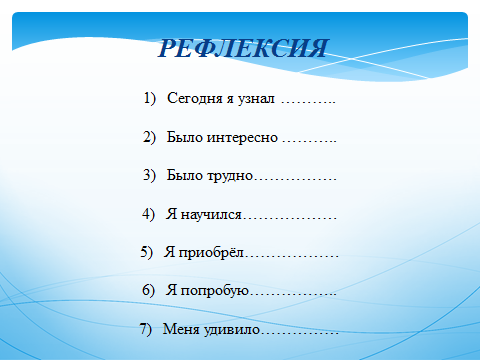 РЕФЛЕКСИЯ
1) Сегодня я узнал ………..
2) Было интересно ………..
3) Было трудно…………….
4) Я научился………………
5) Я приобрёл………………
6) Я попробую……………..
7) Меня удивило……………